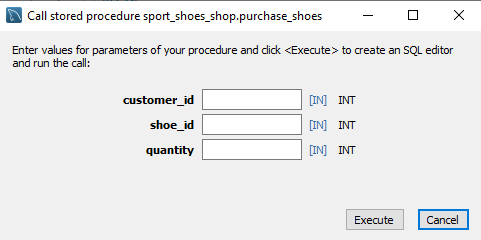 Call stored procedure sport_shoes_shop.purchase_shoes
Enter values for parameters of your procedure and click <Execute> to create an SQL editor
and run the call:
customer_id [IN] INT
shoe_id [IN] INT
quantity [IN] INT
Execute Cancel